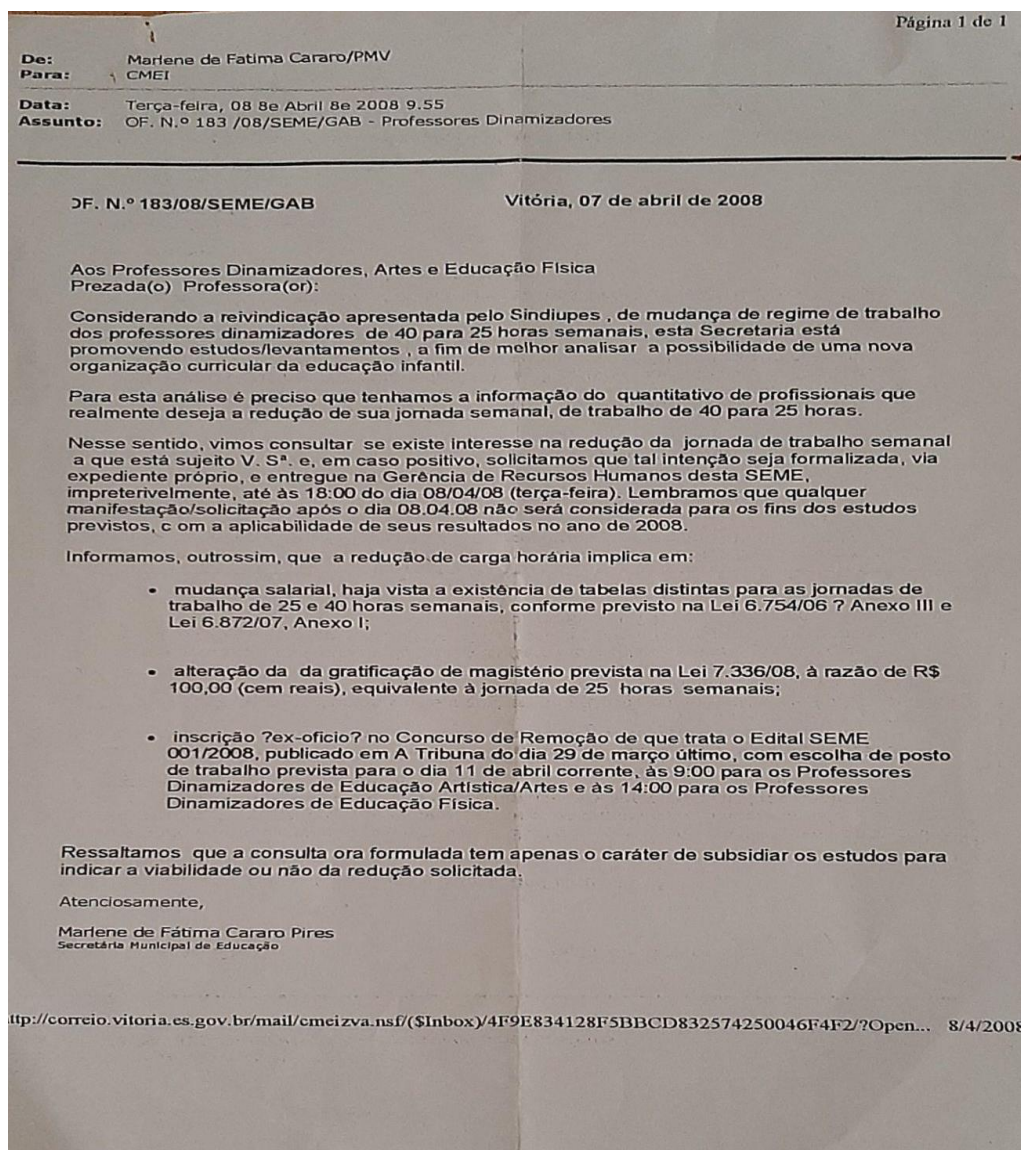 Página 1 de 1
De: Marlene de Fatima Cararo/PMV
Para: CMEI
Data: Terça-feira, 08 8e Abril 8e 2008 9.55
Assunto: OF. N.º 183 /08/SEME/GAB - Professores Dinamizadores
OF. N.º 183/08/SEME/GAB Vitória, 07 de abril de 2008
Aos Professores Dinamizadores, Artes e Educação Física
Prezada(o) Professora(or):
Considerando a reivindicação apresentada pelo Sindiupes , de mudança de regime de trabalho
dos professores dinamizadores de 40 para 25 horas semanais, esta Secretaria está
promovendo estudos/levantamentos , a fim de melhor analisar a possibilidade de uma nova
organização curricular da educação infantil.
Para esta análise é preciso que tenhamos a informação do quantitativo de profissionais que
realmente deseja a redução de sua jornada semanal, de trabalho de 40 para 25 horas.
Nesse sentido, vimos consultar se existe interesse na redução da jornada de trabalho semanal
a que está sujeito V. Sª. e, em caso positivo, solicitamos que tal intenção seja formalizada, via
expediente próprio, e entregue na Gerência de Recursos Humanos desta SEME,
impreterivelmente, até às 18:00 do dia 08/04/08 (terça-feira). Lembramos que qualquer
manifestação/solicitação após o dia 08.04.08 não será considerada para os fins dos estudos
previstos, c om a aplicabilidade de seus resultados no ano de 2008.
Informamos, outrossim, que a redução de carga horária implica em:
• mudança salarial, haja vista a existência de tabelas distintas para as jornadas de
trabalho de 25 e 40 horas semanais, conforme previsto na Lei 6.754/06 ? Anexo III e
Lei 6.872/07, Anexo I;
• alteração da da gratificação de magistério prevista na Lei 7.336/08, à razão de R$
100,00 (cem reais), equivalente à jornada de 25 horas semanais;
• inscrição ?ex-oficio? no Concurso de Remoção de que trata o Edital SEME
001/2008, publicado em A Tribuna do dia 29 de março último, com escolha de posto
de trabalho prevista para o dia 11 de abril corrente, às 9:00 para os Professores
Dinamizadores de Educação Artística/Artes e às 14:00 para os Professores
Dinamizadores de Educação Física.
Ressaltamos que a consulta ora formulada tem apenas o caráter de subsidiar os estudos para
indicar a viabilidade ou não da redução solicitada.
Atenciosamente,
Marlene de Fátima Cararo Pires
Secretária Municipal de Educação
ttp://correio.vitoria.es.gov.br/mail/cmeizva.nsf/($Inbox)/4F9E834128F5BBCD832574250046F4F2/?Open... 8/4/2008